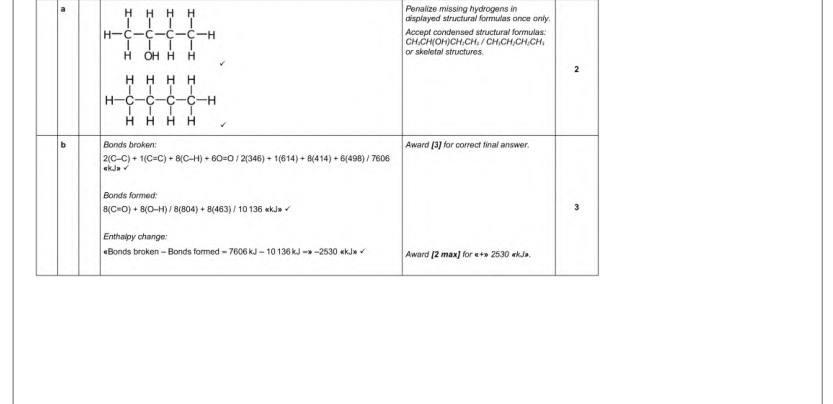 a
H H H H
H–C–C–C–C–H
H OH H H
✓
H H H H
H–C–C–C–C–H
H H H H
✓
Penalize missing hydrogens in
displayed structural formulas once only.
Accept condensed structural formulas:
CH₃CH(OH)CH₂CH₃ / CH₃CH₂CH₂CH₃
or skeletal structures.
2
b
Bonds broken:
2(C–C) + 1(C=C) + 8(C–H) + 6O=O / 2(346) + 1(614) + 8(414) + 6(498) / 7606
«kJ» ✓
Bonds formed:
8(C=O) + 8(O–H) / 8(804) + 8(463) / 10 136 «kJ» ✓
Enthalpy change:
«Bonds broken – Bonds formed = 7606 kJ – 10 136 kJ =» –2530 «kJ» ✓
Award [3] for correct final answer.
Award [2 max] for «+» 2530 «kJ».
3